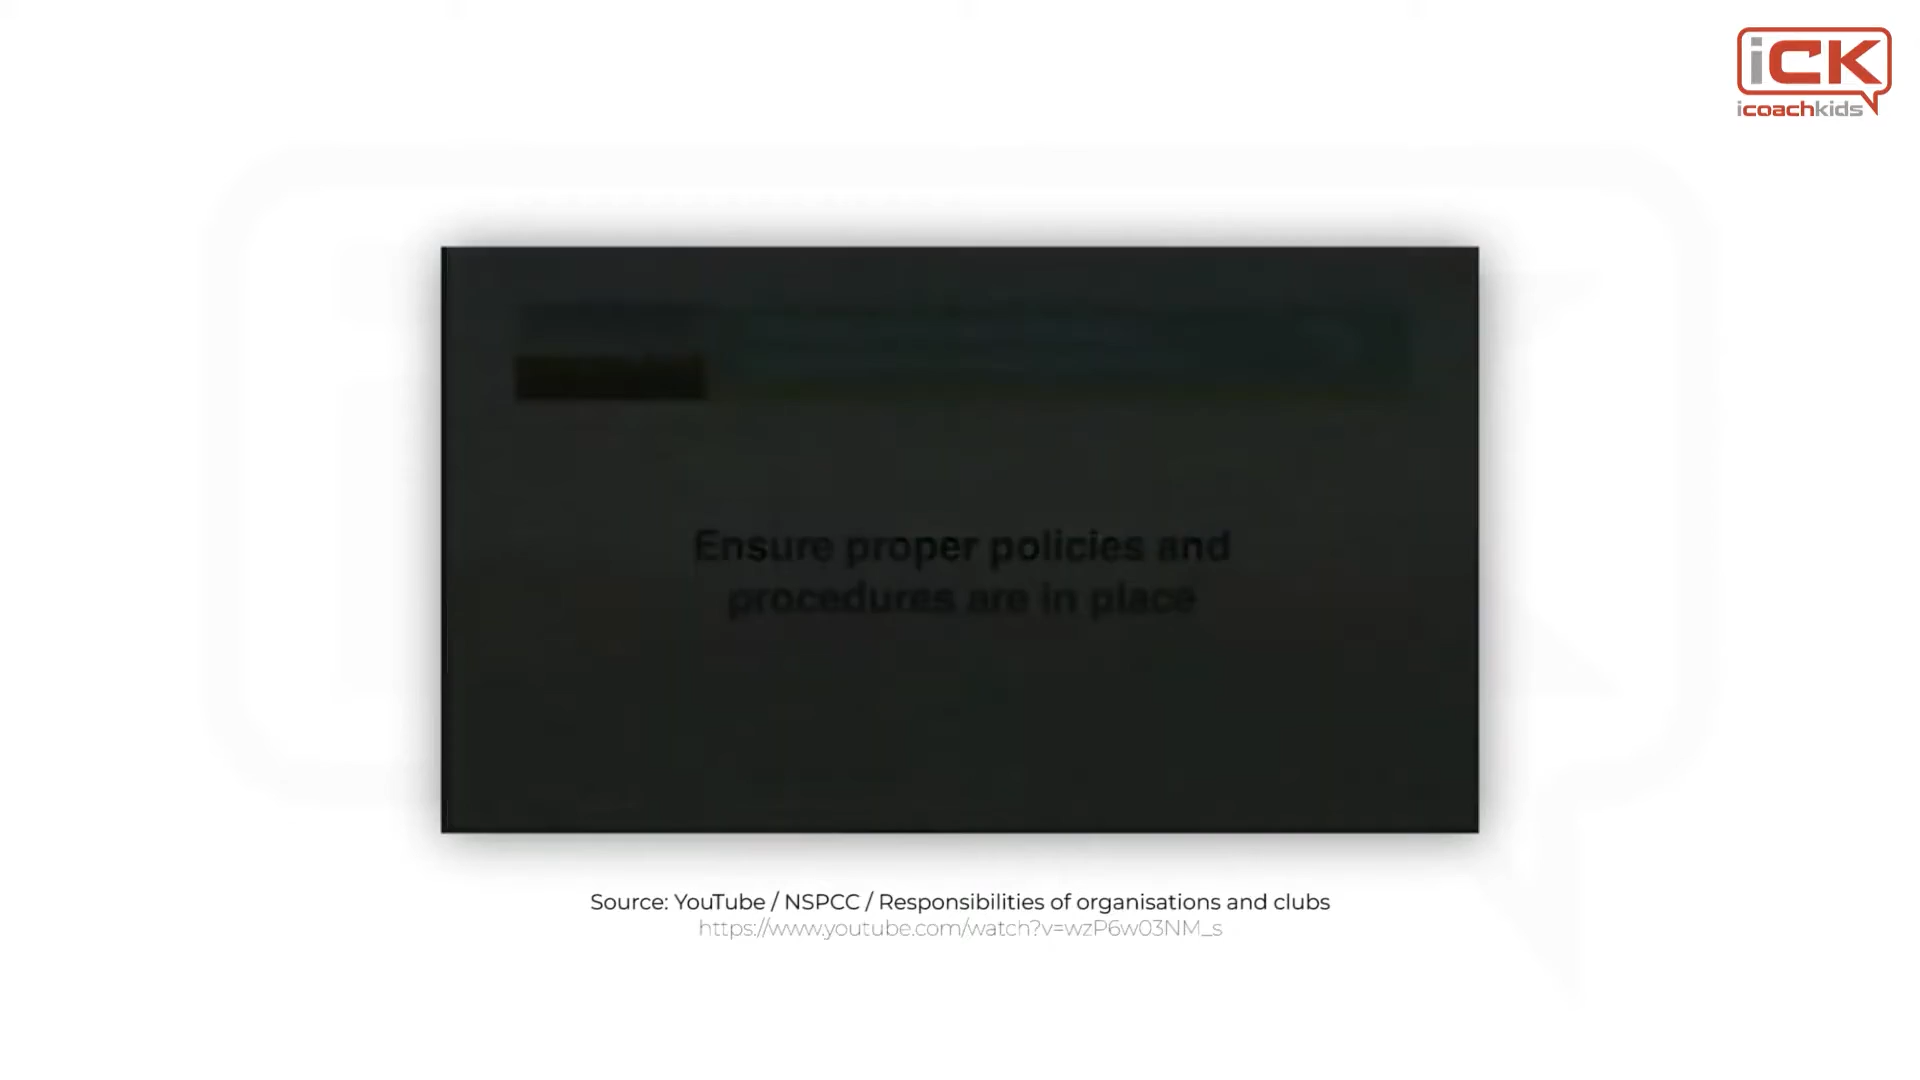 iCK
icoachkids
Ensure proper policies and
procedures are in place
Source: YouTube / NSPCC / Responsibilities of organisations and clubs
https://www.youtube.com/watch?v=wzP6w03NM_s